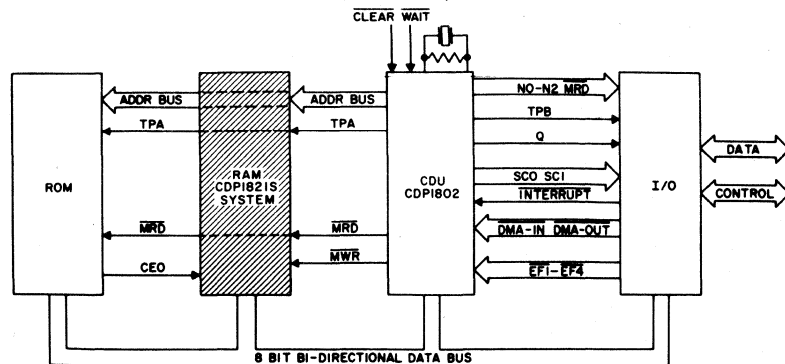 CLEAR WAIT
ADDR BUS
ADDR BUS
NO-N2 MRD
TPA
TPA
TPB
Q
ROM
RAM
CDP1821S
SYSTEM
CDU
CDP1802
I/O
DATA
CONTROL
SCO SCI
INTERRUPT
MRD
MRD
DMA-IN DMA-OUT
CEO
MWR
EF1-EF4
8 BIT BI-DIRECTIONAL DATA BUS